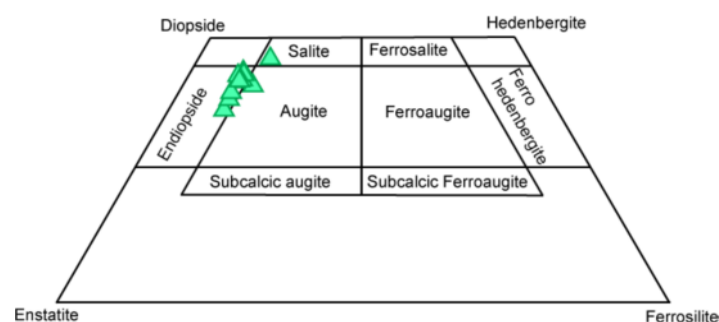 Diopside
Hedenbergite
Salite
Ferrosalite
Endiopside
Augite
Ferroaugite
Ferro
hedenbergite
Subcalcic augite
Subcalcic Ferroaugite
Enstatite
Ferrosilite